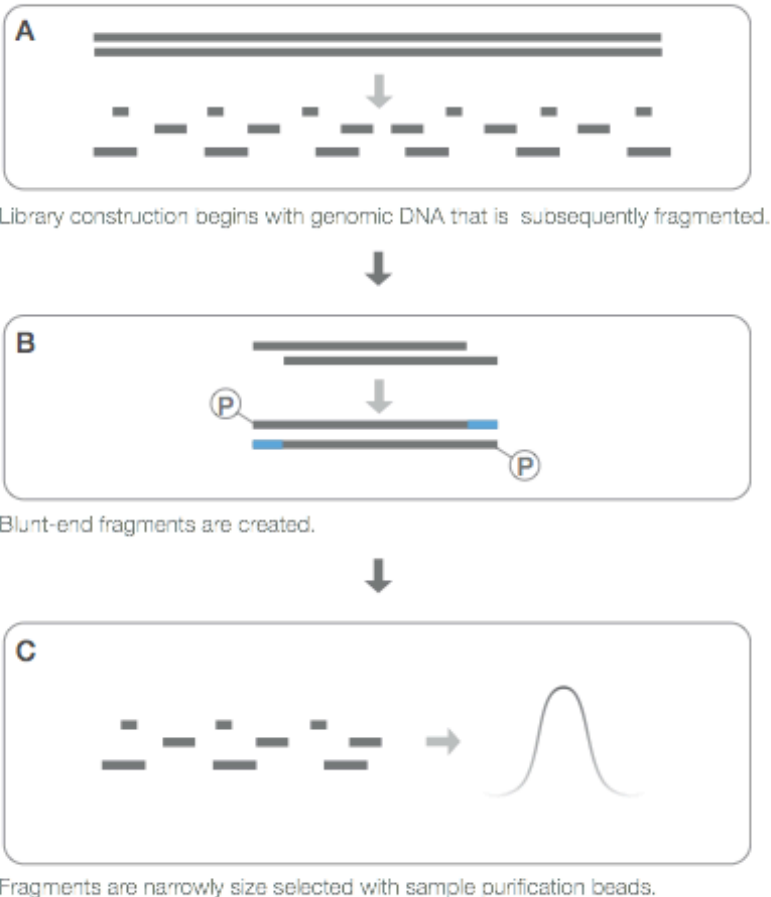 A
Library construction begins with genomic DNA that is subsequently fragmented.
B
P
P
Blunt-end fragments are created.
C
Fragments are narrowly size selected with sample purification beads.